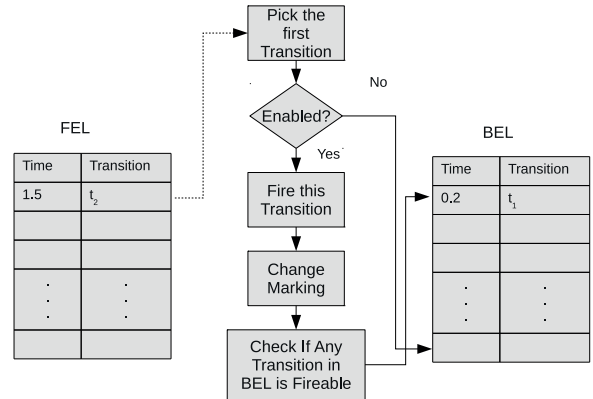 Pick the
first
Transition
No
Enabled?
FEL
BEL
Yes
Time Transition
1.5 t2
Fire this
Transition
Time Transition
0.2 t1
Change
Marking
Check If Any
Transition in
BEL is Fireable